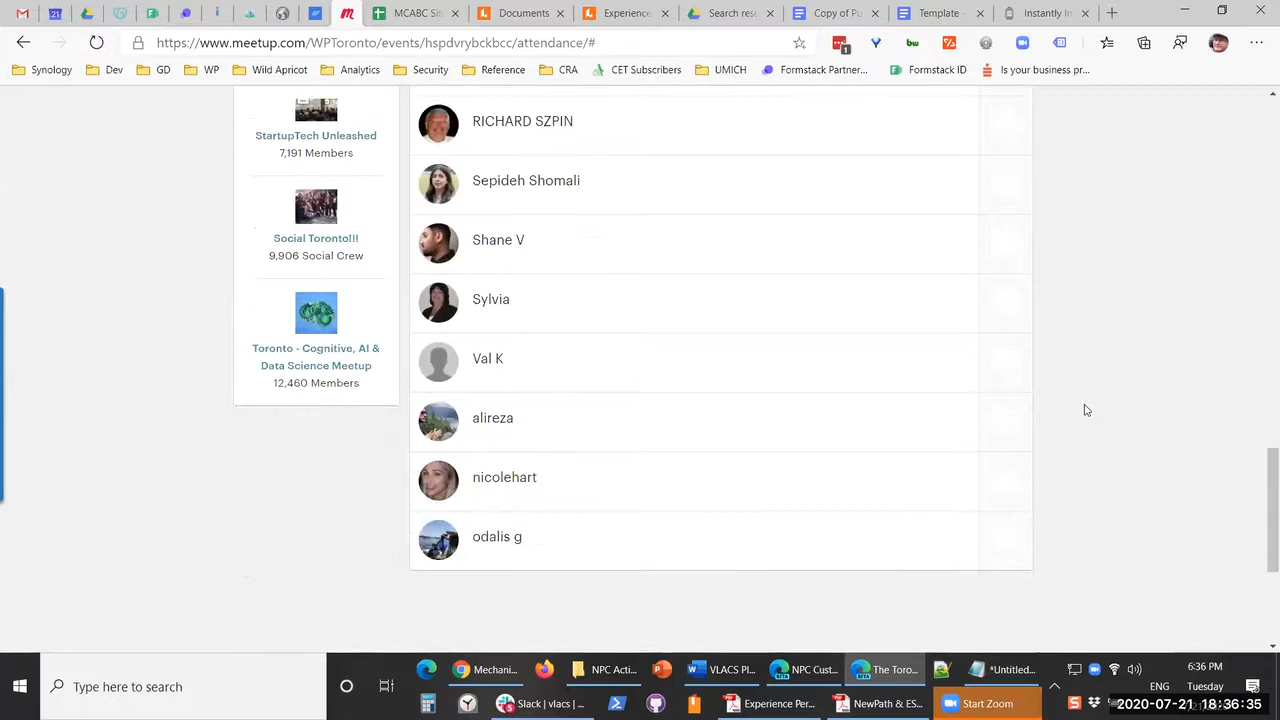 MCABC Sit
Documents
Experience
Search resu
Copy of Pu
Template -
Instantly In
https://www.meetup.com/WPToronto/events/hspdvrybckbcc/attendance/#
1
Synology
Dev
GD
WP
Wild Apricot
Analytics
Security
Reference
CRA
CET Subscribers
UMICH
Formstack Partner...
Formstack ID
Is your business pr...
StartupTech Unleashed
7,191 Members
Social Toronto!!!
9,906 Social Crew
Toronto - Cognitive, AI &
Data Science Meetup
12,460 Members
RICHARD SZPIN
Sepideh Shomali
Shane V
Sylvia
Val K
alireza
nicolehart
odalis g
Type here to search
Mechani...
NPC Acti...
VLACS Pl...
NPC Cust...
The Toro...
*Untitled...
Slack | vlacs | ...
Experience Per...
NewPath & ES...
Start Zoom
ENG
6:36 PM
Tuesday
2020-07-21 18:36:35